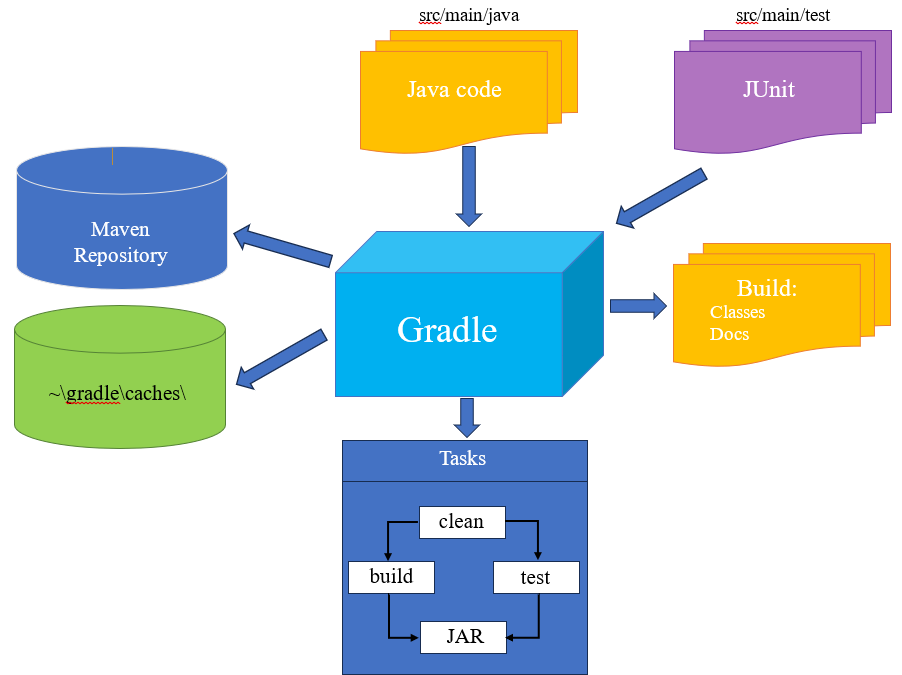 src/main/java
src/main/test
Java code
JUnit
Maven
Repository
Gradle
Build:
Classes
Docs
~\gradle\caches\
Tasks
clean
build
test
JAR